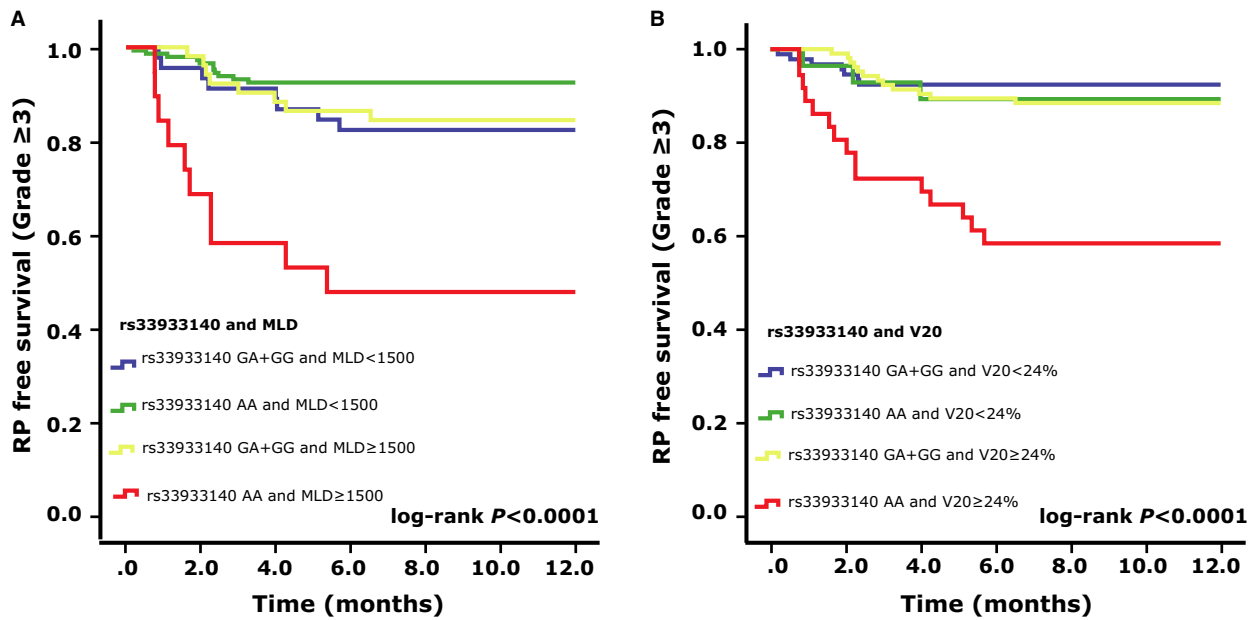 A
RP free survival (Grade ≥3)
1.0
0.8
0.6
0.4
0.2
0.0
rs33933140 and MLD
rs33933140 GA+GG and MLD<1500
rs33933140 AA and MLD<1500
rs33933140 GA+GG and MLD≥1500
rs33933140 AA and MLD≥1500
log-rank P<0.0001
.0 2.0 4.0 6.0 8.0 10.0 12.0
Time (months)
B
RP free survival (Grade ≥3)
1.0
0.8
0.6
0.4
0.2
0.0
rs33933140 and V20
rs33933140 GA+GG and V20<24%
rs33933140 AA and V20<24%
rs33933140 GA+GG and V20≥24%
rs33933140 AA and V20≥24%
log-rank P<0.0001
.0 2.0 4.0 6.0 8.0 10.0 12.0
Time (months)